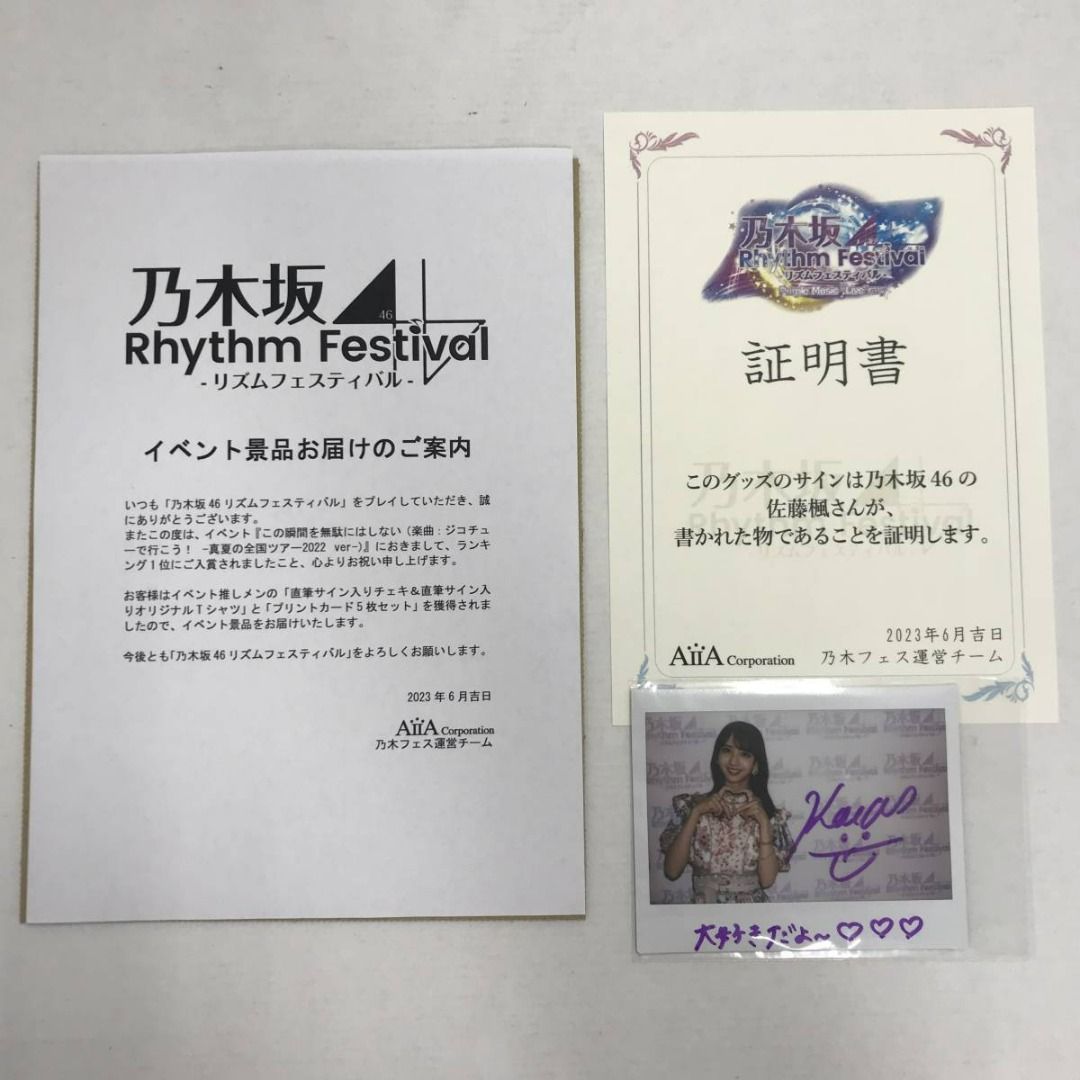 乃木坂46
Rhythm Festival
-リズムフェスティバル-
イベント景品お届けのご案内
いつも「乃木坂46リズムフェスティバル」をプレイしていただき、誠
にありがとうございます。
またこの度は、イベント『この瞬間を無駄にはしない(楽曲:ジコチュ
ーで行こう! -真夏の全国ツアー2022 ver-)』におきまして、ランキ
ング1位にご入賞されましたこと、心よりお祝い申し上げます。
お客様はイベント推しメンの「直筆サイン入りチェキ&直筆サイン入
りオリジナルTシャツ」と「プリントカード5枚セット」を獲得されま
したので、イベント景品をお届けいたします。
今後とも「乃木坂46リズムフェスティバル」をよろしくお願いします。
2023年6月吉日
AiiA Corporation
乃木フェス運営チーム
乃木坂46
Rhythm Festival
-リズムフェスティバル-
証明書
このグッズのサインは乃木坂46の
佐藤楓さんが、
書かれた物であることを証明します。
2023年6月吉日
AiiA Corporation
乃木フェス運営チーム
乃木坂
Rhythm Festival
大好きだよ〜♡♡♡